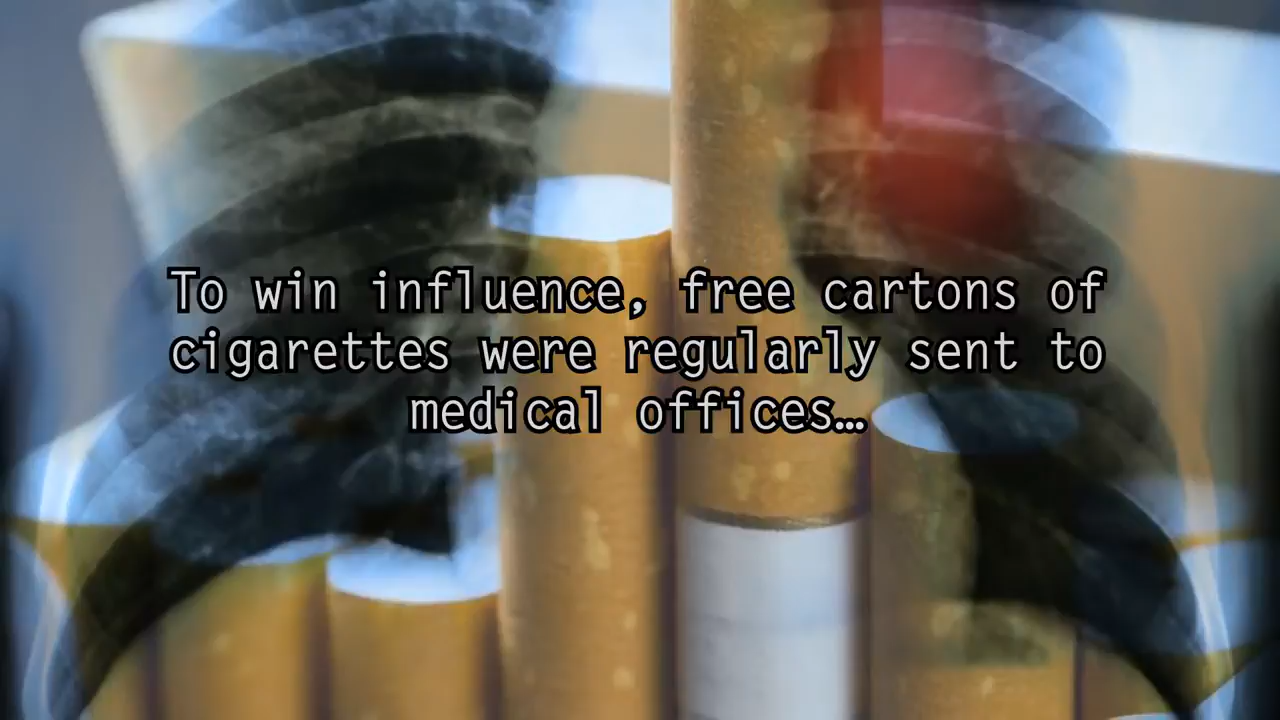 To win influence, free cartons of
cigarettes were regularly sent to
medical offices…